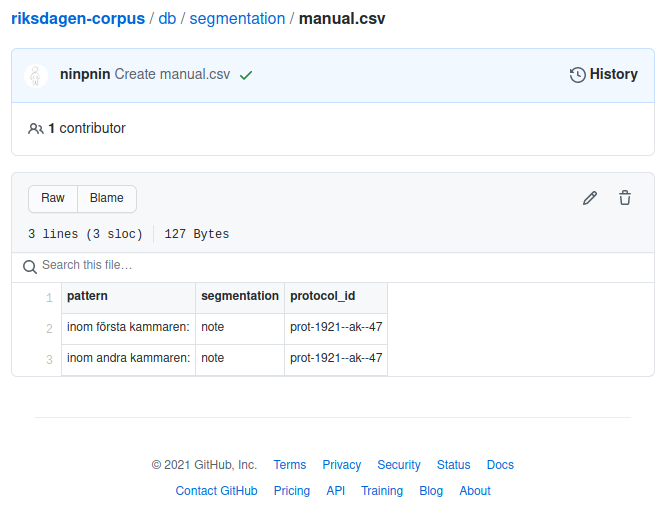 riksdagen-corpus / db / segmentation / manual.csv
ninpnin Create manual.csv History
1 contributor
Raw Blame
3 lines (3 sloc) 127 Bytes
Search this file…
1 pattern segmentation protocol_id
2 inom första kammaren: note prot-1921--ak--47
3 inom andra kammaren: note prot-1921--ak--47
© 2021 GitHub, Inc. Terms Privacy Security Status Docs
Contact GitHub Pricing API Training Blog About